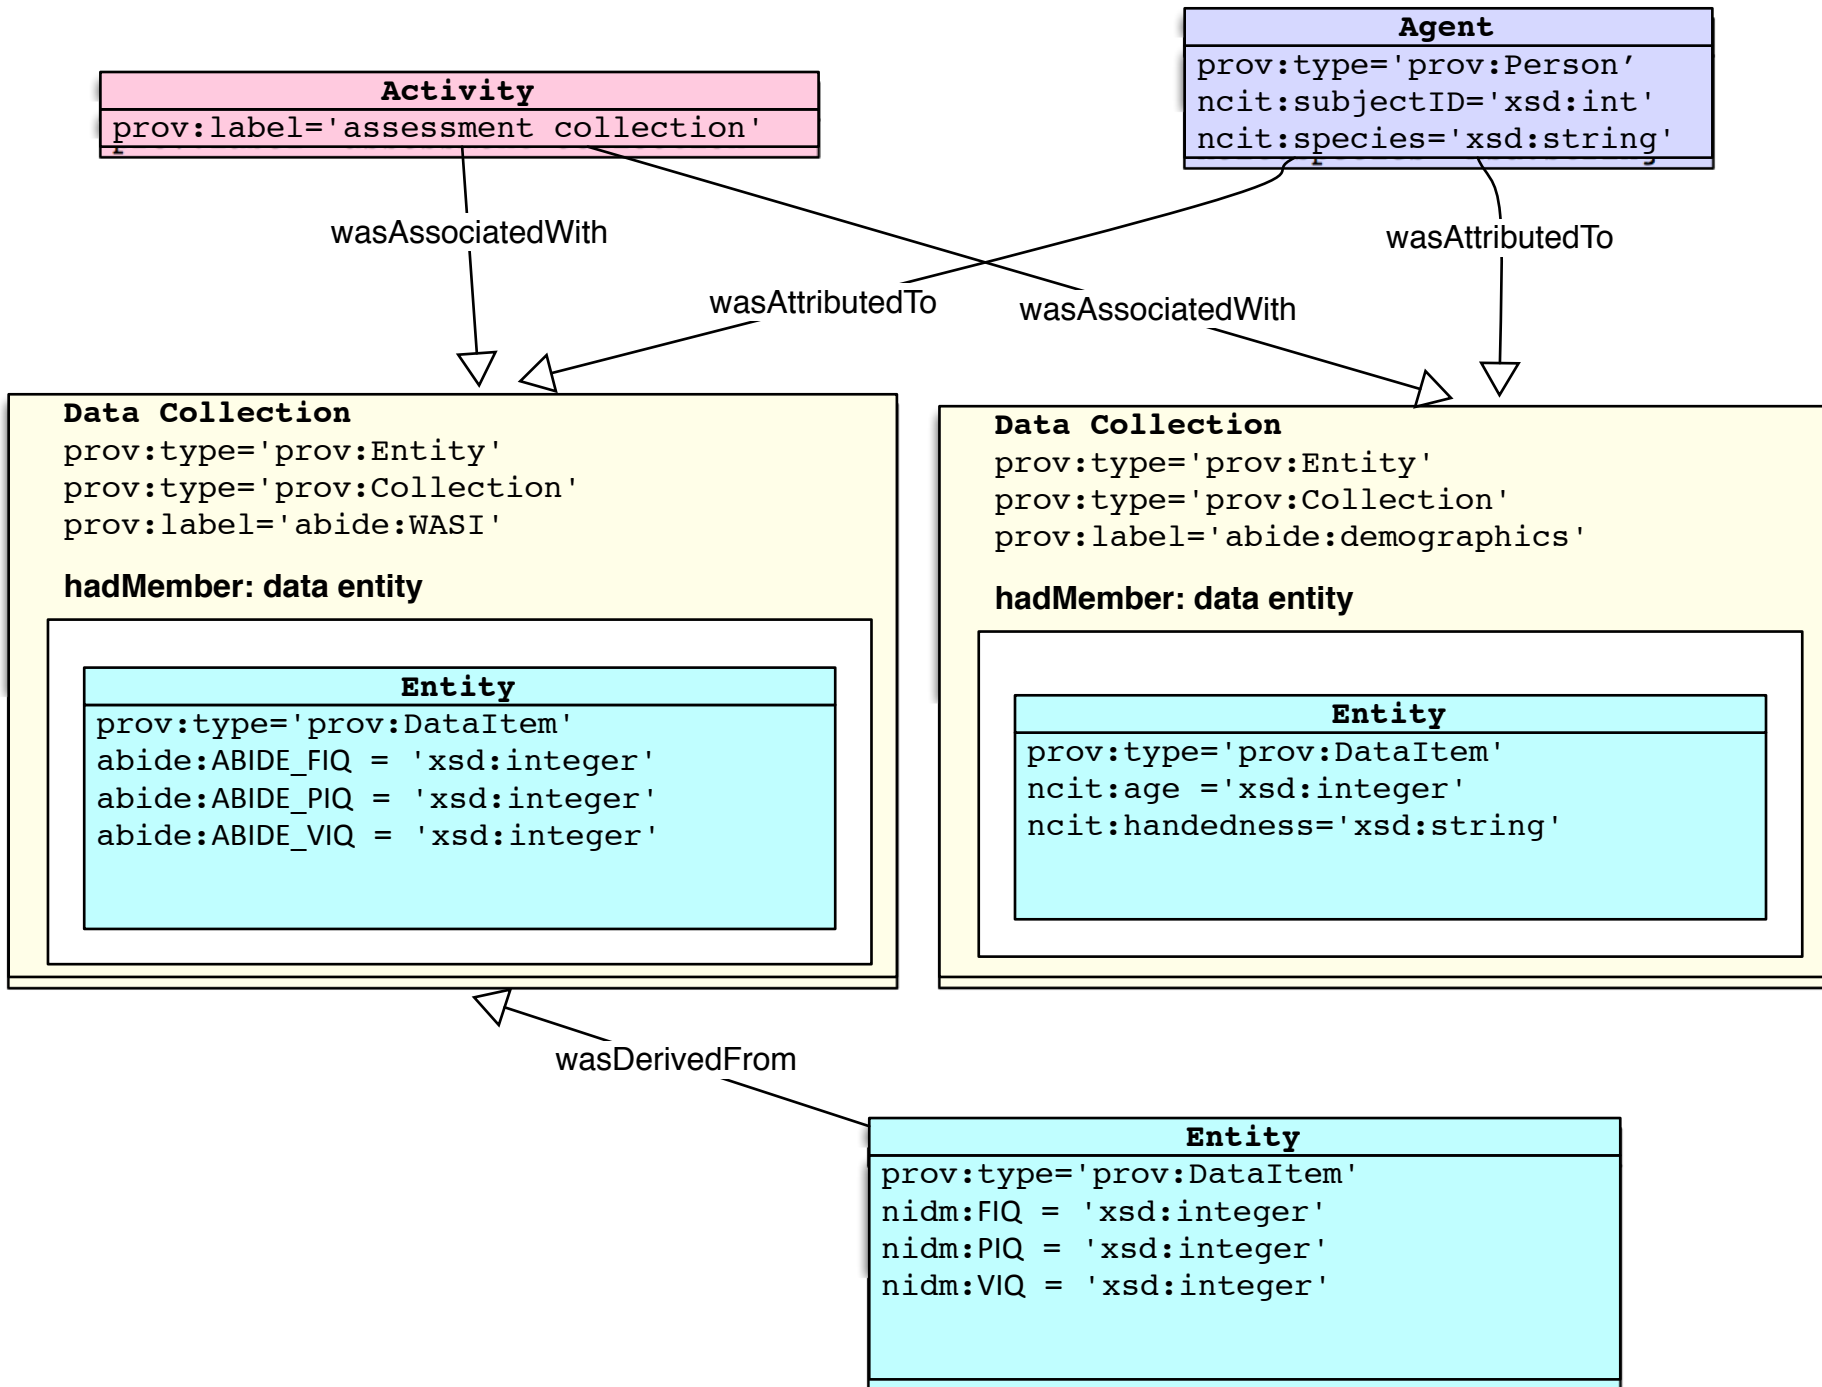 Activity
prov:label='assessment collection'
Agent
prov:type='prov:Person’
ncit:subjectID='xsd:int'
ncit:species='xsd:string'
wasAssociatedWith
wasAttributedTo
wasAttributedTo
wasAssociatedWith
Data Collection
prov:type='prov:Entity'
prov:type='prov:Collection'
prov:label='abide:WASI'
hadMember: data entity
Entity
prov:type='prov:DataItem'
abide:ABIDE_FIQ = 'xsd:integer'
abide:ABIDE_PIQ = 'xsd:integer'
abide:ABIDE_VIQ = 'xsd:integer'
Data Collection
prov:type='prov:Entity'
prov:type='prov:Collection'
prov:label='abide:demographics'
hadMember: data entity
Entity
prov:type='prov:DataItem'
ncit:age ='xsd:integer'
ncit:handedness='xsd:string'
wasDerivedFrom
Entity
prov:type='prov:DataItem'
nidm:FIQ = 'xsd:integer'
nidm:PIQ = 'xsd:integer'
nidm:VIQ = 'xsd:integer'